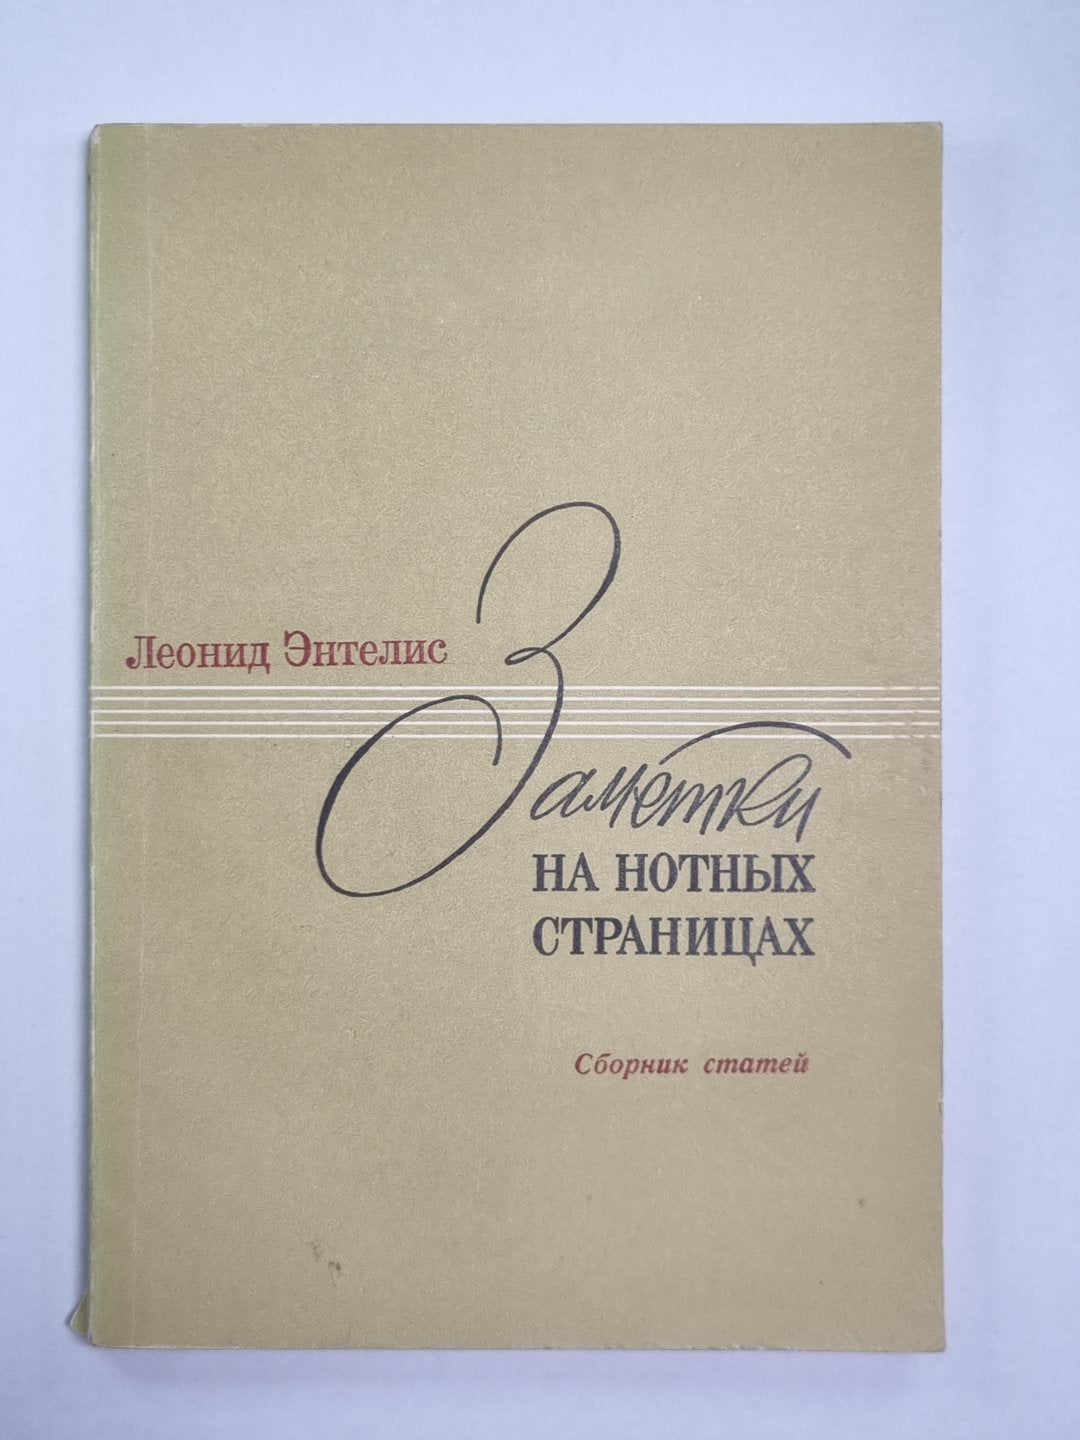 Леонид Энтелис
Заметки
НА НОТНЫХ
СТРАНИЦАХ
Сборник статей